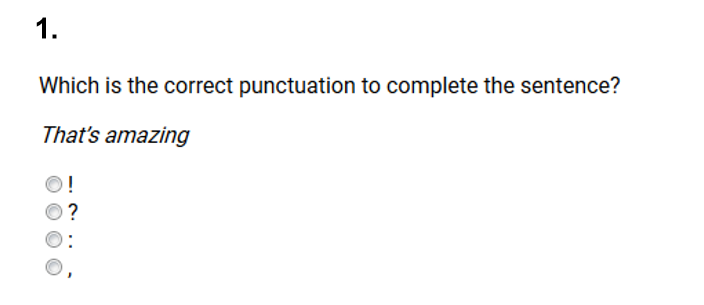 1.
Which is the correct punctuation to complete the sentence?
That's amazing
!
?
:
,